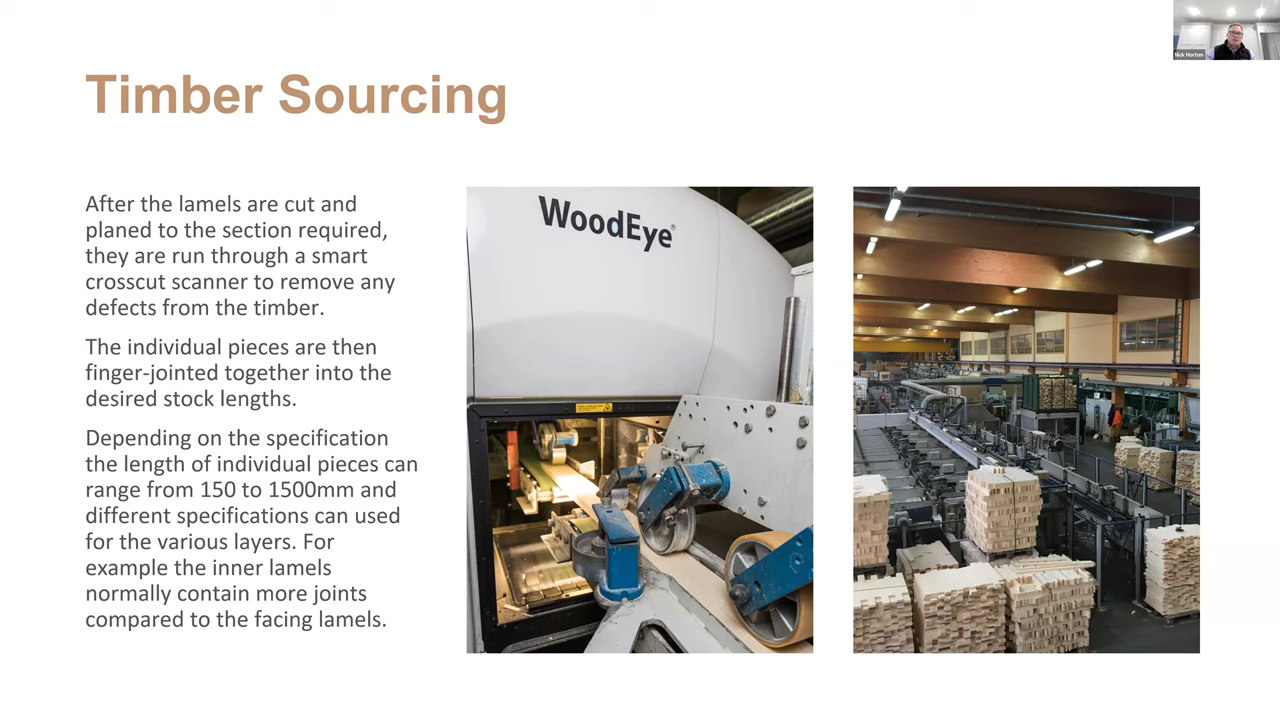 Nick Horton
Timber Sourcing
After the lamels are cut and
planed to the section required,
they are run through a smart
crosscut scanner to remove any
defects from the timber.
The individual pieces are then
finger-jointed together into the
desired stock lengths.
Depending on the specification
the length of individual pieces can
range from 150 to 1500mm and
different specifications can used
for the various layers. For
example the inner lamels
normally contain more joints
compared to the facing lamels.
WoodEye®